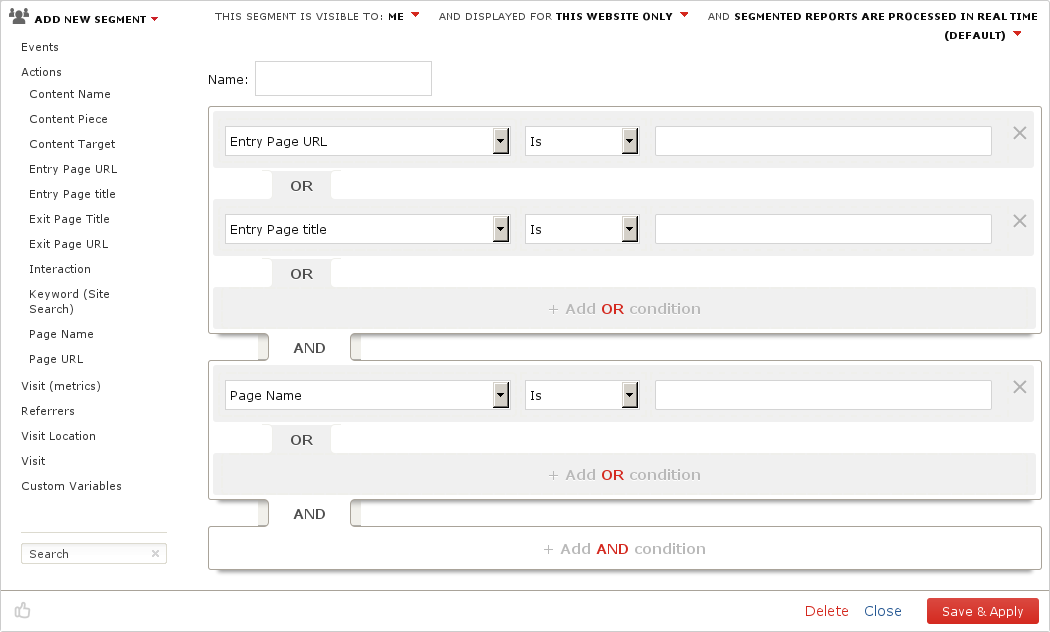 ADD NEW SEGMENT
THIS SEGMENT IS VISIBLE TO: ME AND DISPLAYED FOR THIS WEBSITE ONLY AND SEGMENTED REPORTS ARE PROCESSED IN REAL TIME
(DEFAULT)
Events
Actions
Content Name
Content Piece
Content Target
Entry Page URL
Entry Page title
Exit Page Title
Exit Page URL
Interaction
Keyword (Site
Search)
Page Name
Page URL
Visit (metrics)
Referrers
Visit Location
Visit
Custom Variables
Search
Name:
Entry Page URL Is
OR
Entry Page title Is
OR
+ Add OR condition
AND
Page Name Is
OR
+ Add OR condition
AND
+ Add AND condition
Delete Close Save & Apply